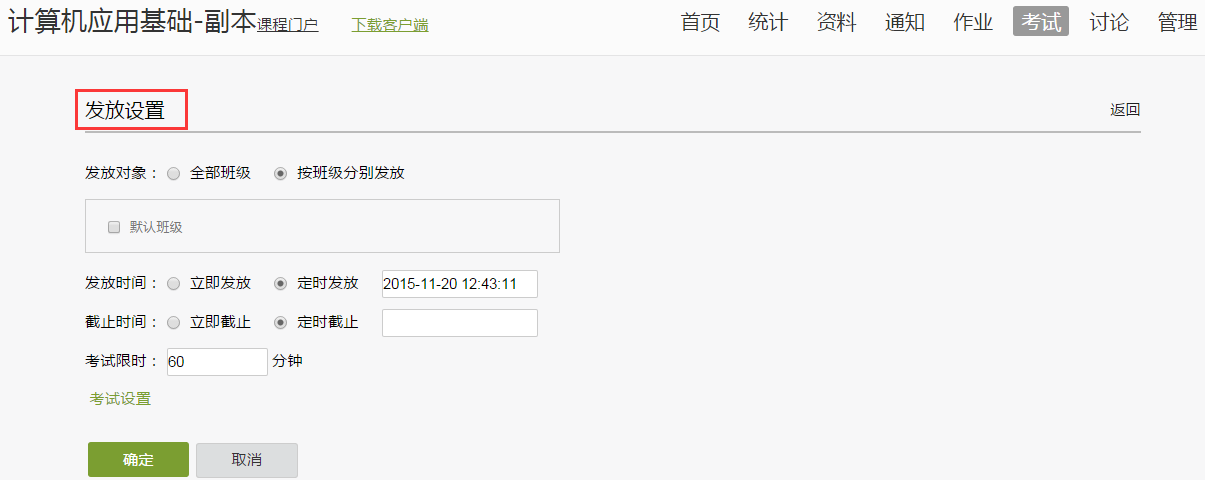 计算机应用基础-副本课程门户 下载客户端 首页 统计 资料 通知 作业 考试 讨论 管理
发放设置 返回
发放对象： 全部班级 按班级分别发放
默认班级
发放时间： 立即发放 定时发放 2015-11-20 12:43:11
截止时间： 立即截止 定时截止
考试限时： 60 分钟
考试设置
确定 取消